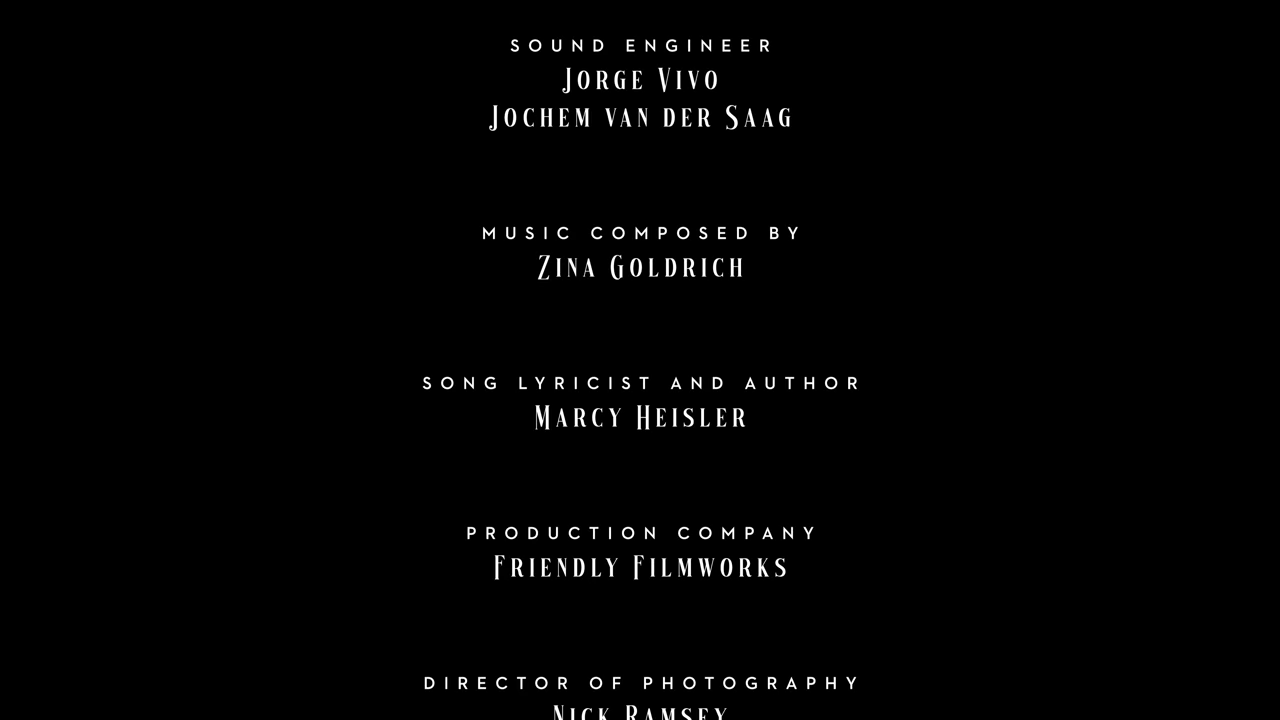 SOUND ENGINEER
JORGE VIVO
JOCHEM VAN DER SAAG
MUSIC COMPOSED BY
ZINA GOLDRICH
SONG LYRICIST AND AUTHOR
MARCY HEISLER
PRODUCTION COMPANY
FRIENDLY FILMWORKS
DIRECTOR OF PHOTOGRAPHY
NICK RAMSEY